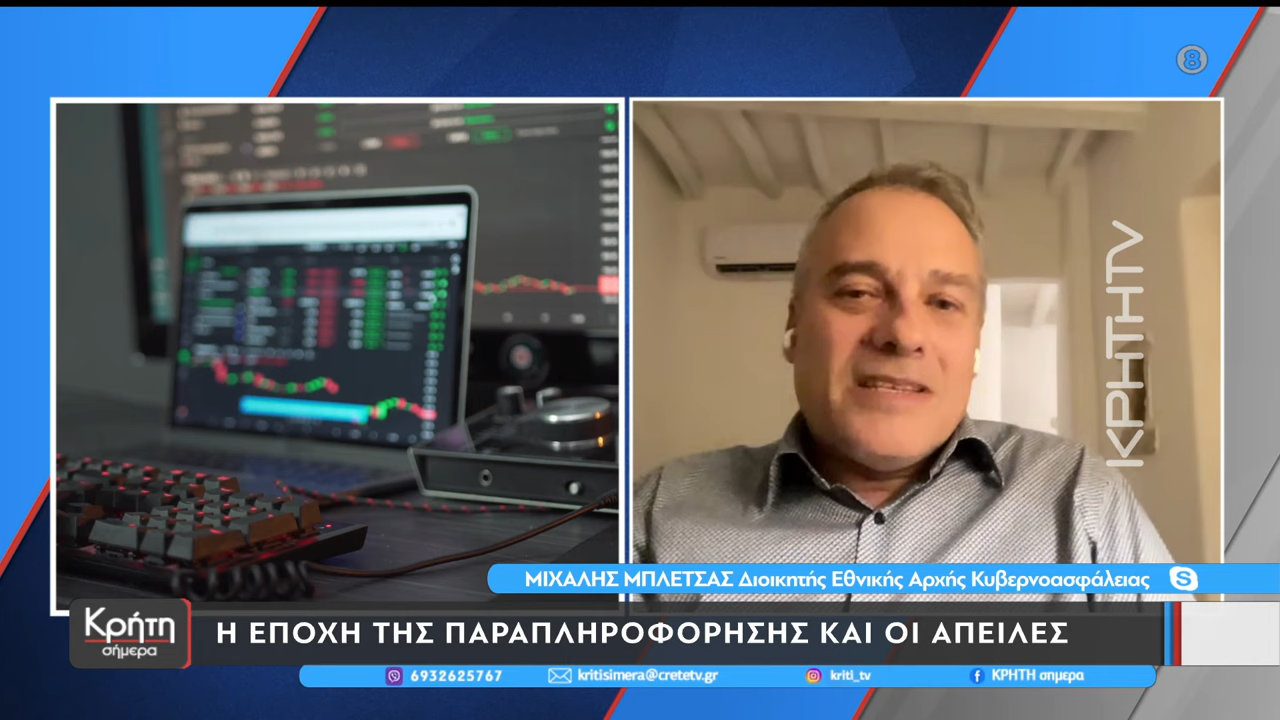 8
ΚΡΗΤΗTV
ΜΙΧΑΛΗΣ ΜΠΛΕΤΣΑΣ Διοικητής Εθνικής Αρχής Κυβερνοασφάλειας
Κρήτη
σήμερα
Η ΕΠΟΧΗ ΤΗΣ ΠΑΡΑΠΛΗΡΟΦΟΡΗΣΗΣ ΚΑΙ ΟΙ ΑΠΕΙΛΕΣ
6932625767 kritisimera@cretetv.gr kriti_tv ΚΡΗΤΗ σημερα